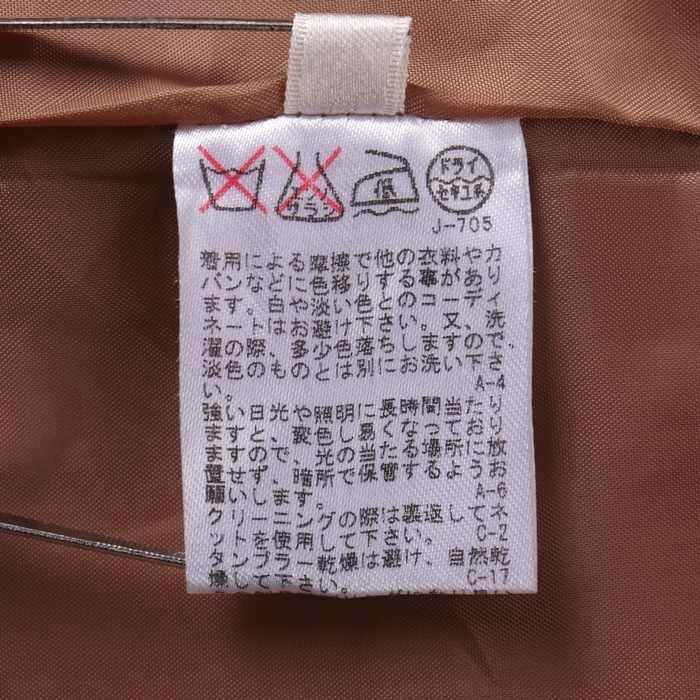 ドライ
セキユ系
エンソサラシ
低
J-705
着用による摩擦で他の衣料やカ
バンなどに色移りする事があり
ます。白や淡い色とのコーディ
ネートは、お避け下さい。又、洗
濯の際も多少色落ちしますので
淡色のものとは別にお洗い下さ
い。
A-4
強い日光や、照明に長時間当たり
ますと、変色し易くなったり
ますので、光の当たる場所に放
置せず、暗所で保管するようお
願いします。
A-6
クリーニングの際は裏返してネ
ットを使用して下さい。
C-2
タンブラー乾燥は避け、自然乾
燥し
C-17